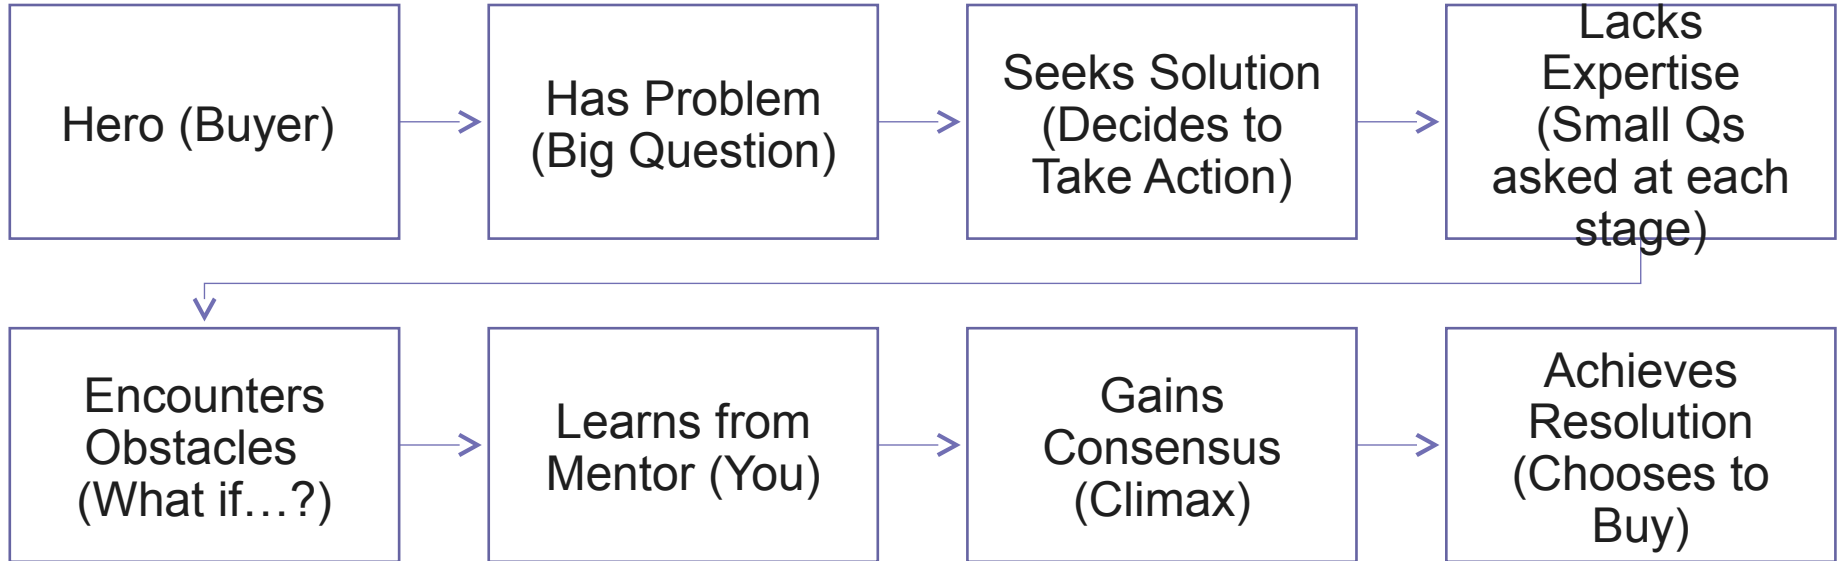 Hero (Buyer)
Has Problem
(Big Question)
Seeks Solution
(Decides to
Take Action)
Lacks
Expertise
(Small Qs
asked at each
stage)
Encounters
Obstacles
(What if…?)
Learns from
Mentor (You)
Gains
Consensus
(Climax)
Achieves
Resolution
(Chooses to
Buy)